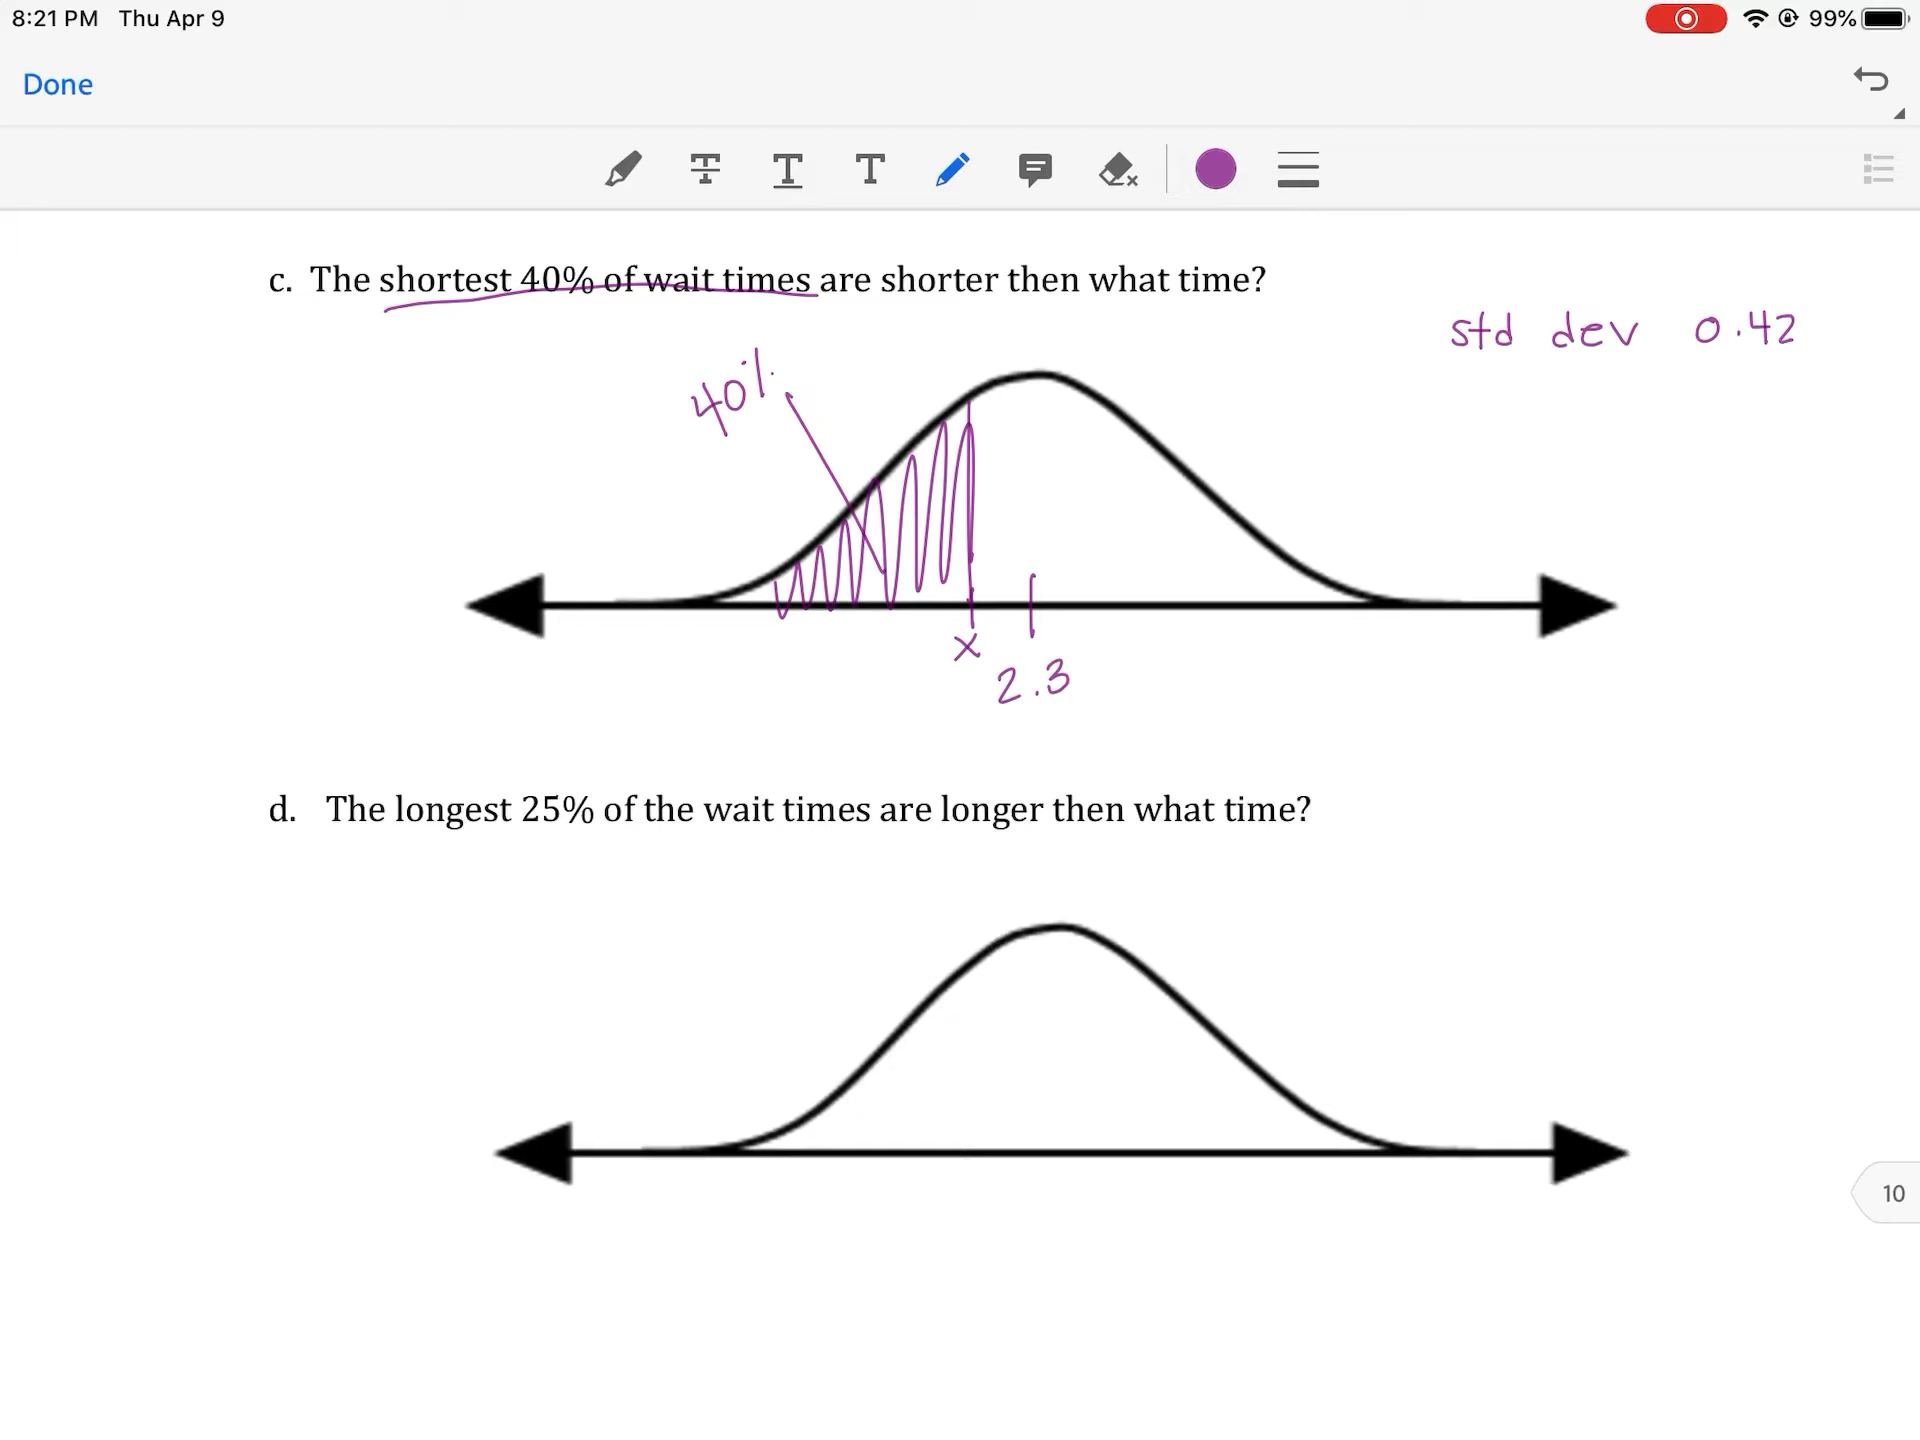 8:21 PM Thu Apr 9
99%
Done
T T T
c. The shortest 40% of wait times are shorter then what time?
std dev 0.42
40%
x
2.3
d. The longest 25% of the wait times are longer then what time?
10